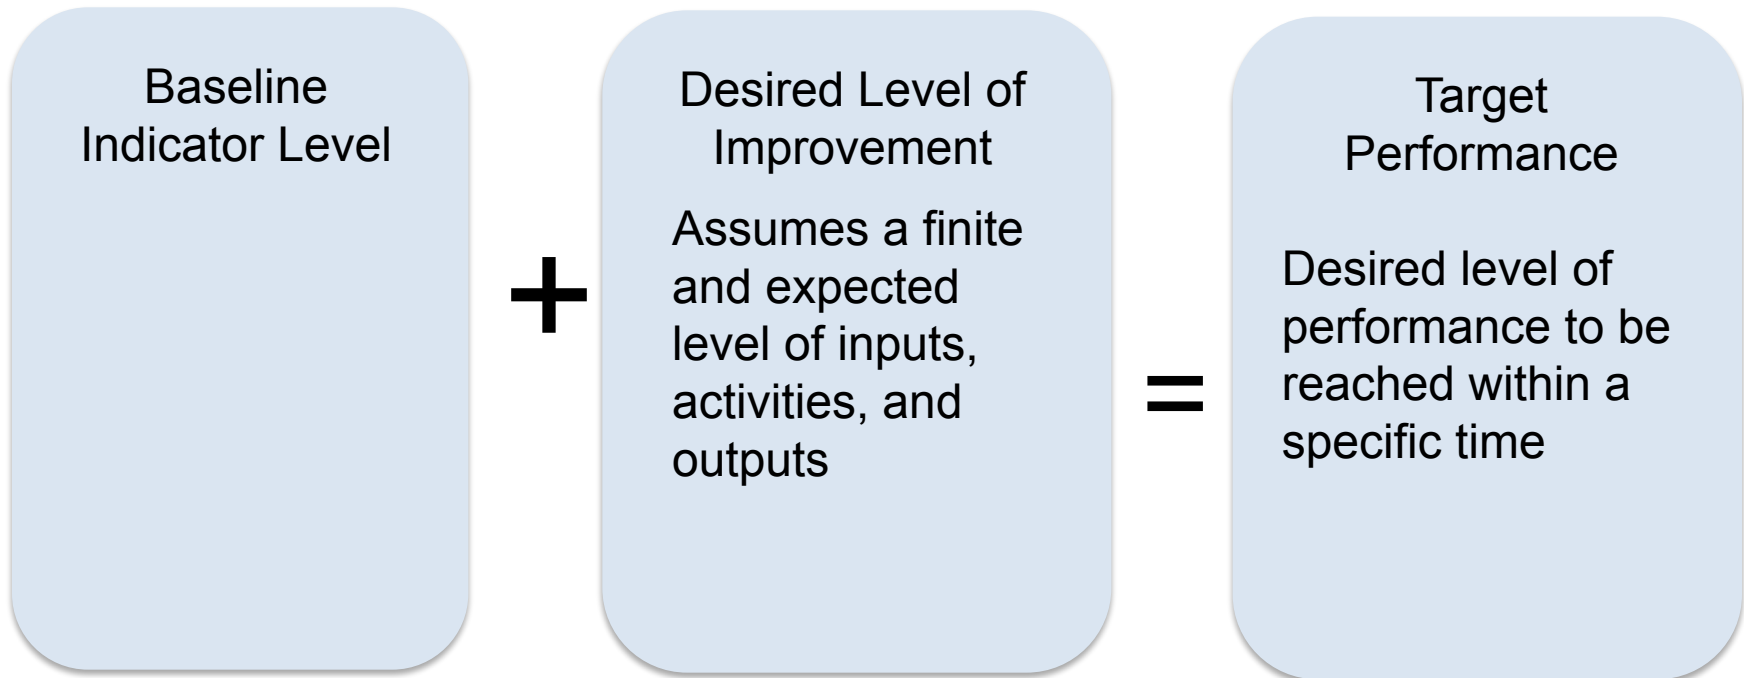 Baseline
Indicator Level
+
Desired Level of
Improvement
Assumes a finite
and expected
level of inputs,
activities, and
outputs
=
Target
Performance
Desired level of
performance to be
reached within a
specific time